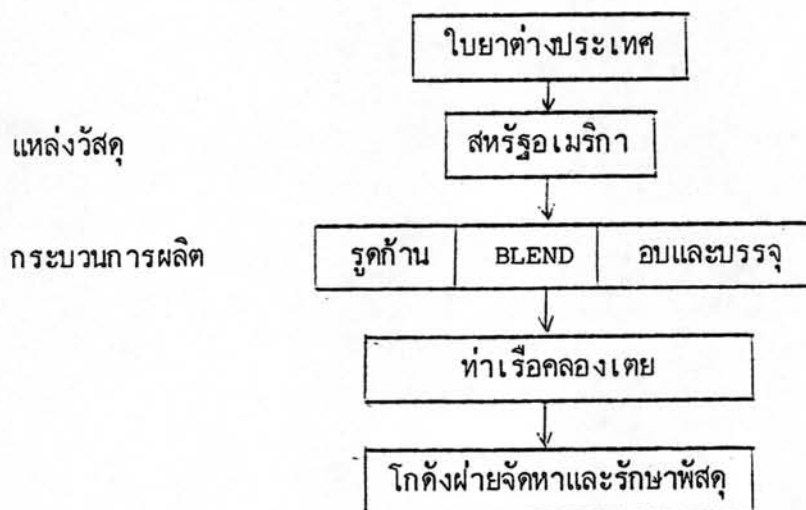 ใบยาต่างประเทศ
แหล่งวัสดุ
สหรัฐอเมริกา
กระบวนการผลิต
รูดก้าน BLEND อบและบรรจุ
ท่าเรือคลองเตย
โกดังฝ่ายจัดหาและรักษาพัสดุ